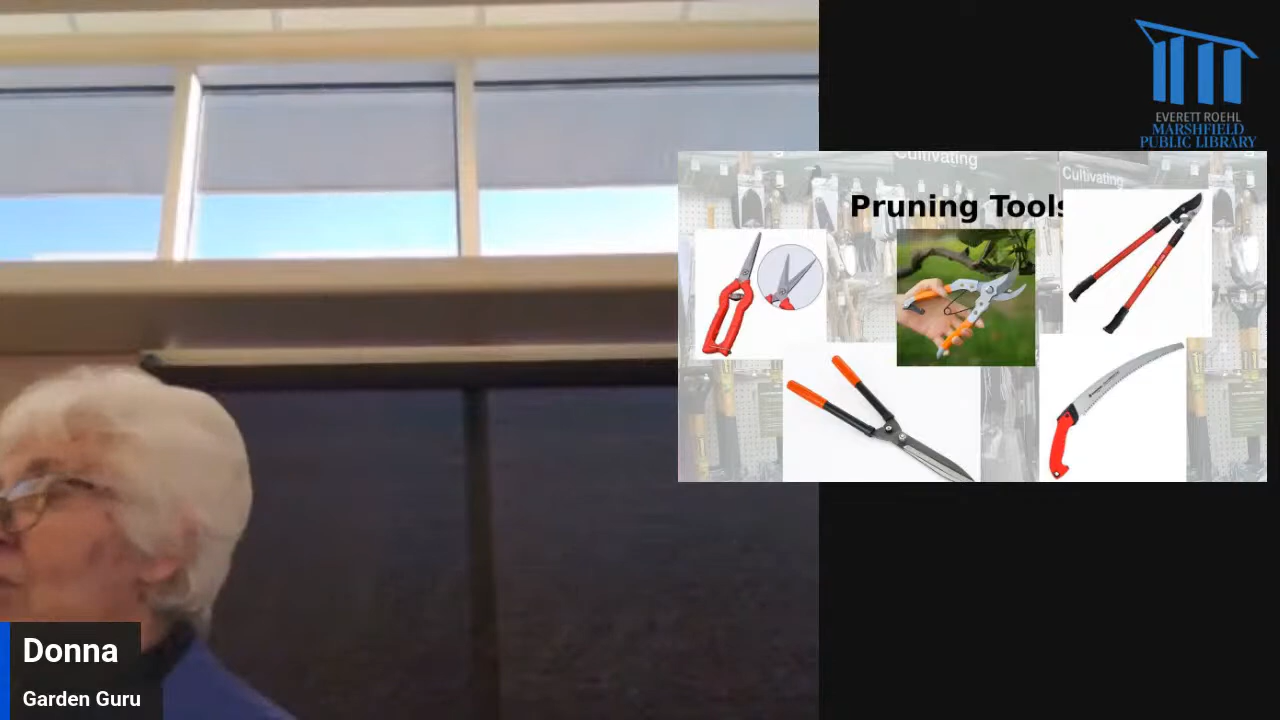 EVERETT ROEHL
MARSHFIELD
PUBLIC LIBRARY
Cultivating
Cultivating
Pruning Tools
Donna
Garden Guru